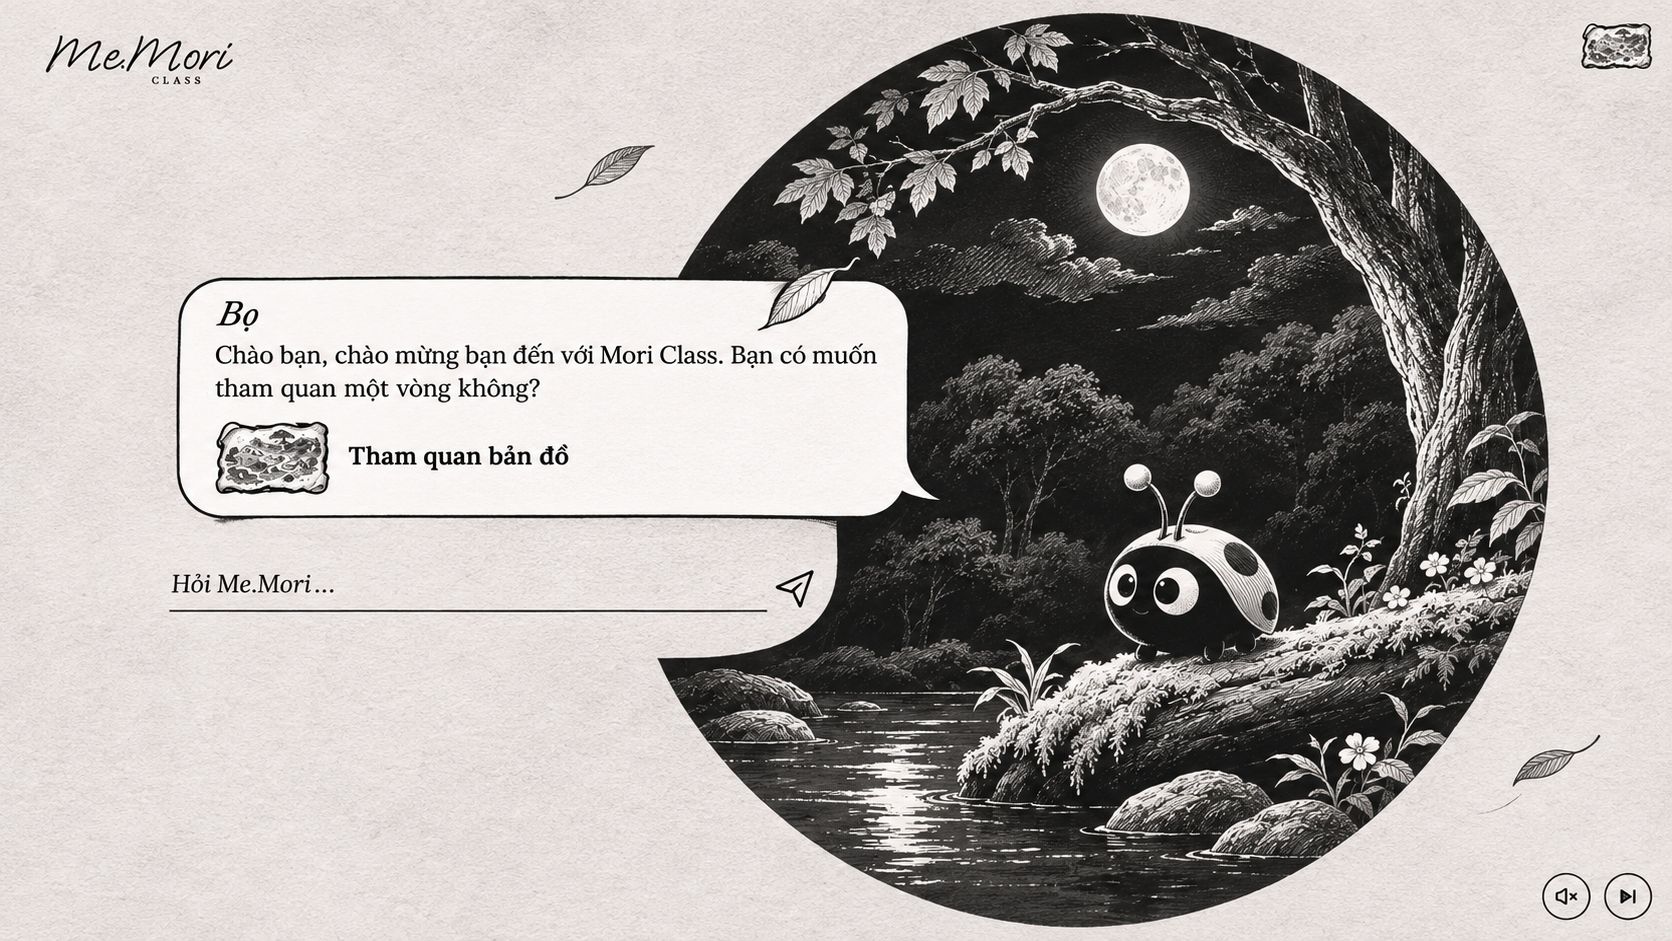 Me.Mori
CLASS
Bọ
Chào bạn, chào mừng bạn đến với Mori Class. Bạn có muốn
tham quan một vòng không?
Tham quan bản đồ
Hỏi Me.Mori...